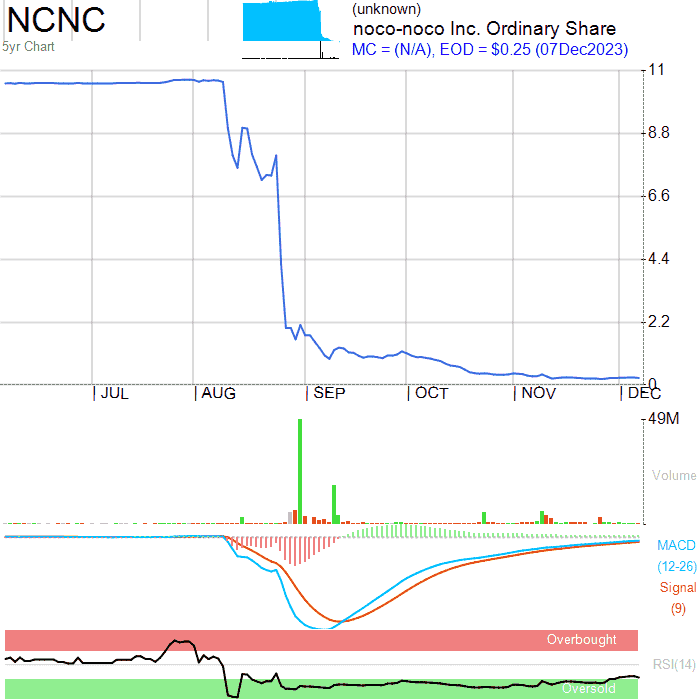 NCNC
5yr Chart
(unknown)
noco-noco Inc. Ordinary Share
MC = (N/A), EOD = $0.25 (07Dec2023)
11
8.8
6.6
4.4
2.2
0
JUL AUG SEP OCT NOV DEC
49M
Volume
MACD
(12-26)
Signal
(9)
Overbought
RSI(14)
Oversold